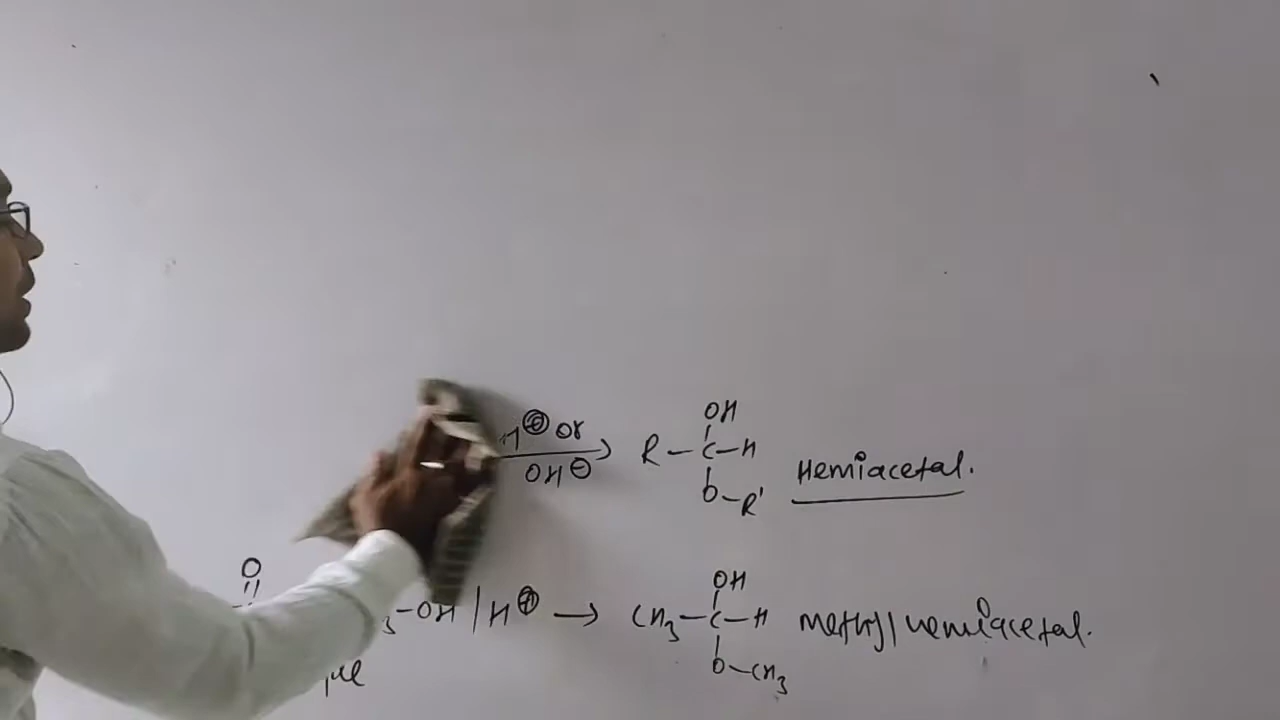 H⊕ or
OH⊖
OH
R-C-H
O-R'
Hemiacetal.
O
-OH / H⊕ →
OH
CH3-C-H
O-CH3
methyl hemiacetal.